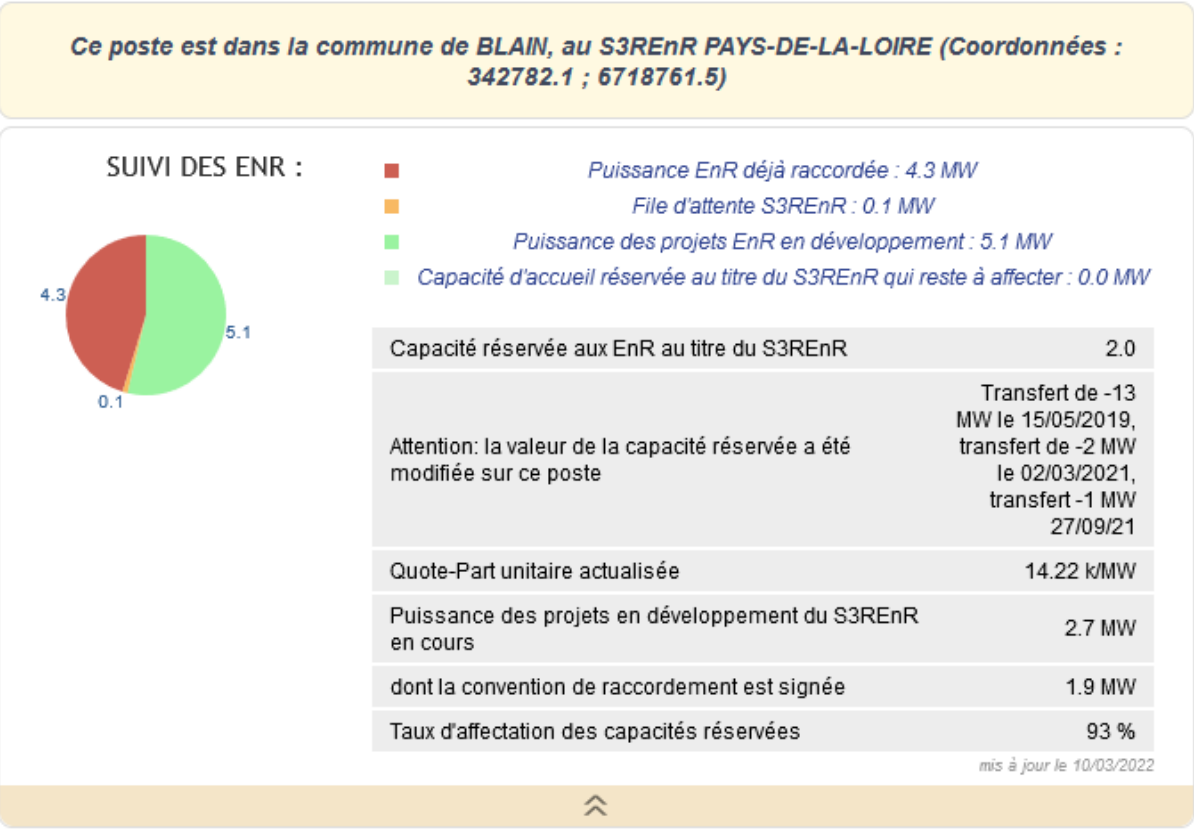 Ce poste est dans la commune de BLAIN, au S3REnR PAYS-DE-LA-LOIRE (Coordonnées :
342782.1 ; 6718761.5)
SUIVI DES ENR :
Puissance EnR déjà raccordée : 4.3 MW
File d'attente S3REnR : 0.1 MW
Puissance des projets EnR en développement : 5.1 MW
Capacité d'accueil réservée au titre du S3REnR qui reste à affecter : 0.0 MW
4.3
5.1
0.1
Capacité réservée aux EnR au titre du S3REnR 2.0
Attention: la valeur de la capacité réservée a été
modifiée sur ce poste
Transfert de -13
MW le 15/05/2019,
transfert de -2 MW
le 02/03/2021,
transfert -1 MW
27/09/21
Quote-Part unitaire actualisée 14.22 k/MW
Puissance des projets en développement du S3REnR
en cours
2.7 MW
dont la convention de raccordement est signée 1.9 MW
Taux d'affectation des capacités réservées 93 %
mis à jour le 10/03/2022